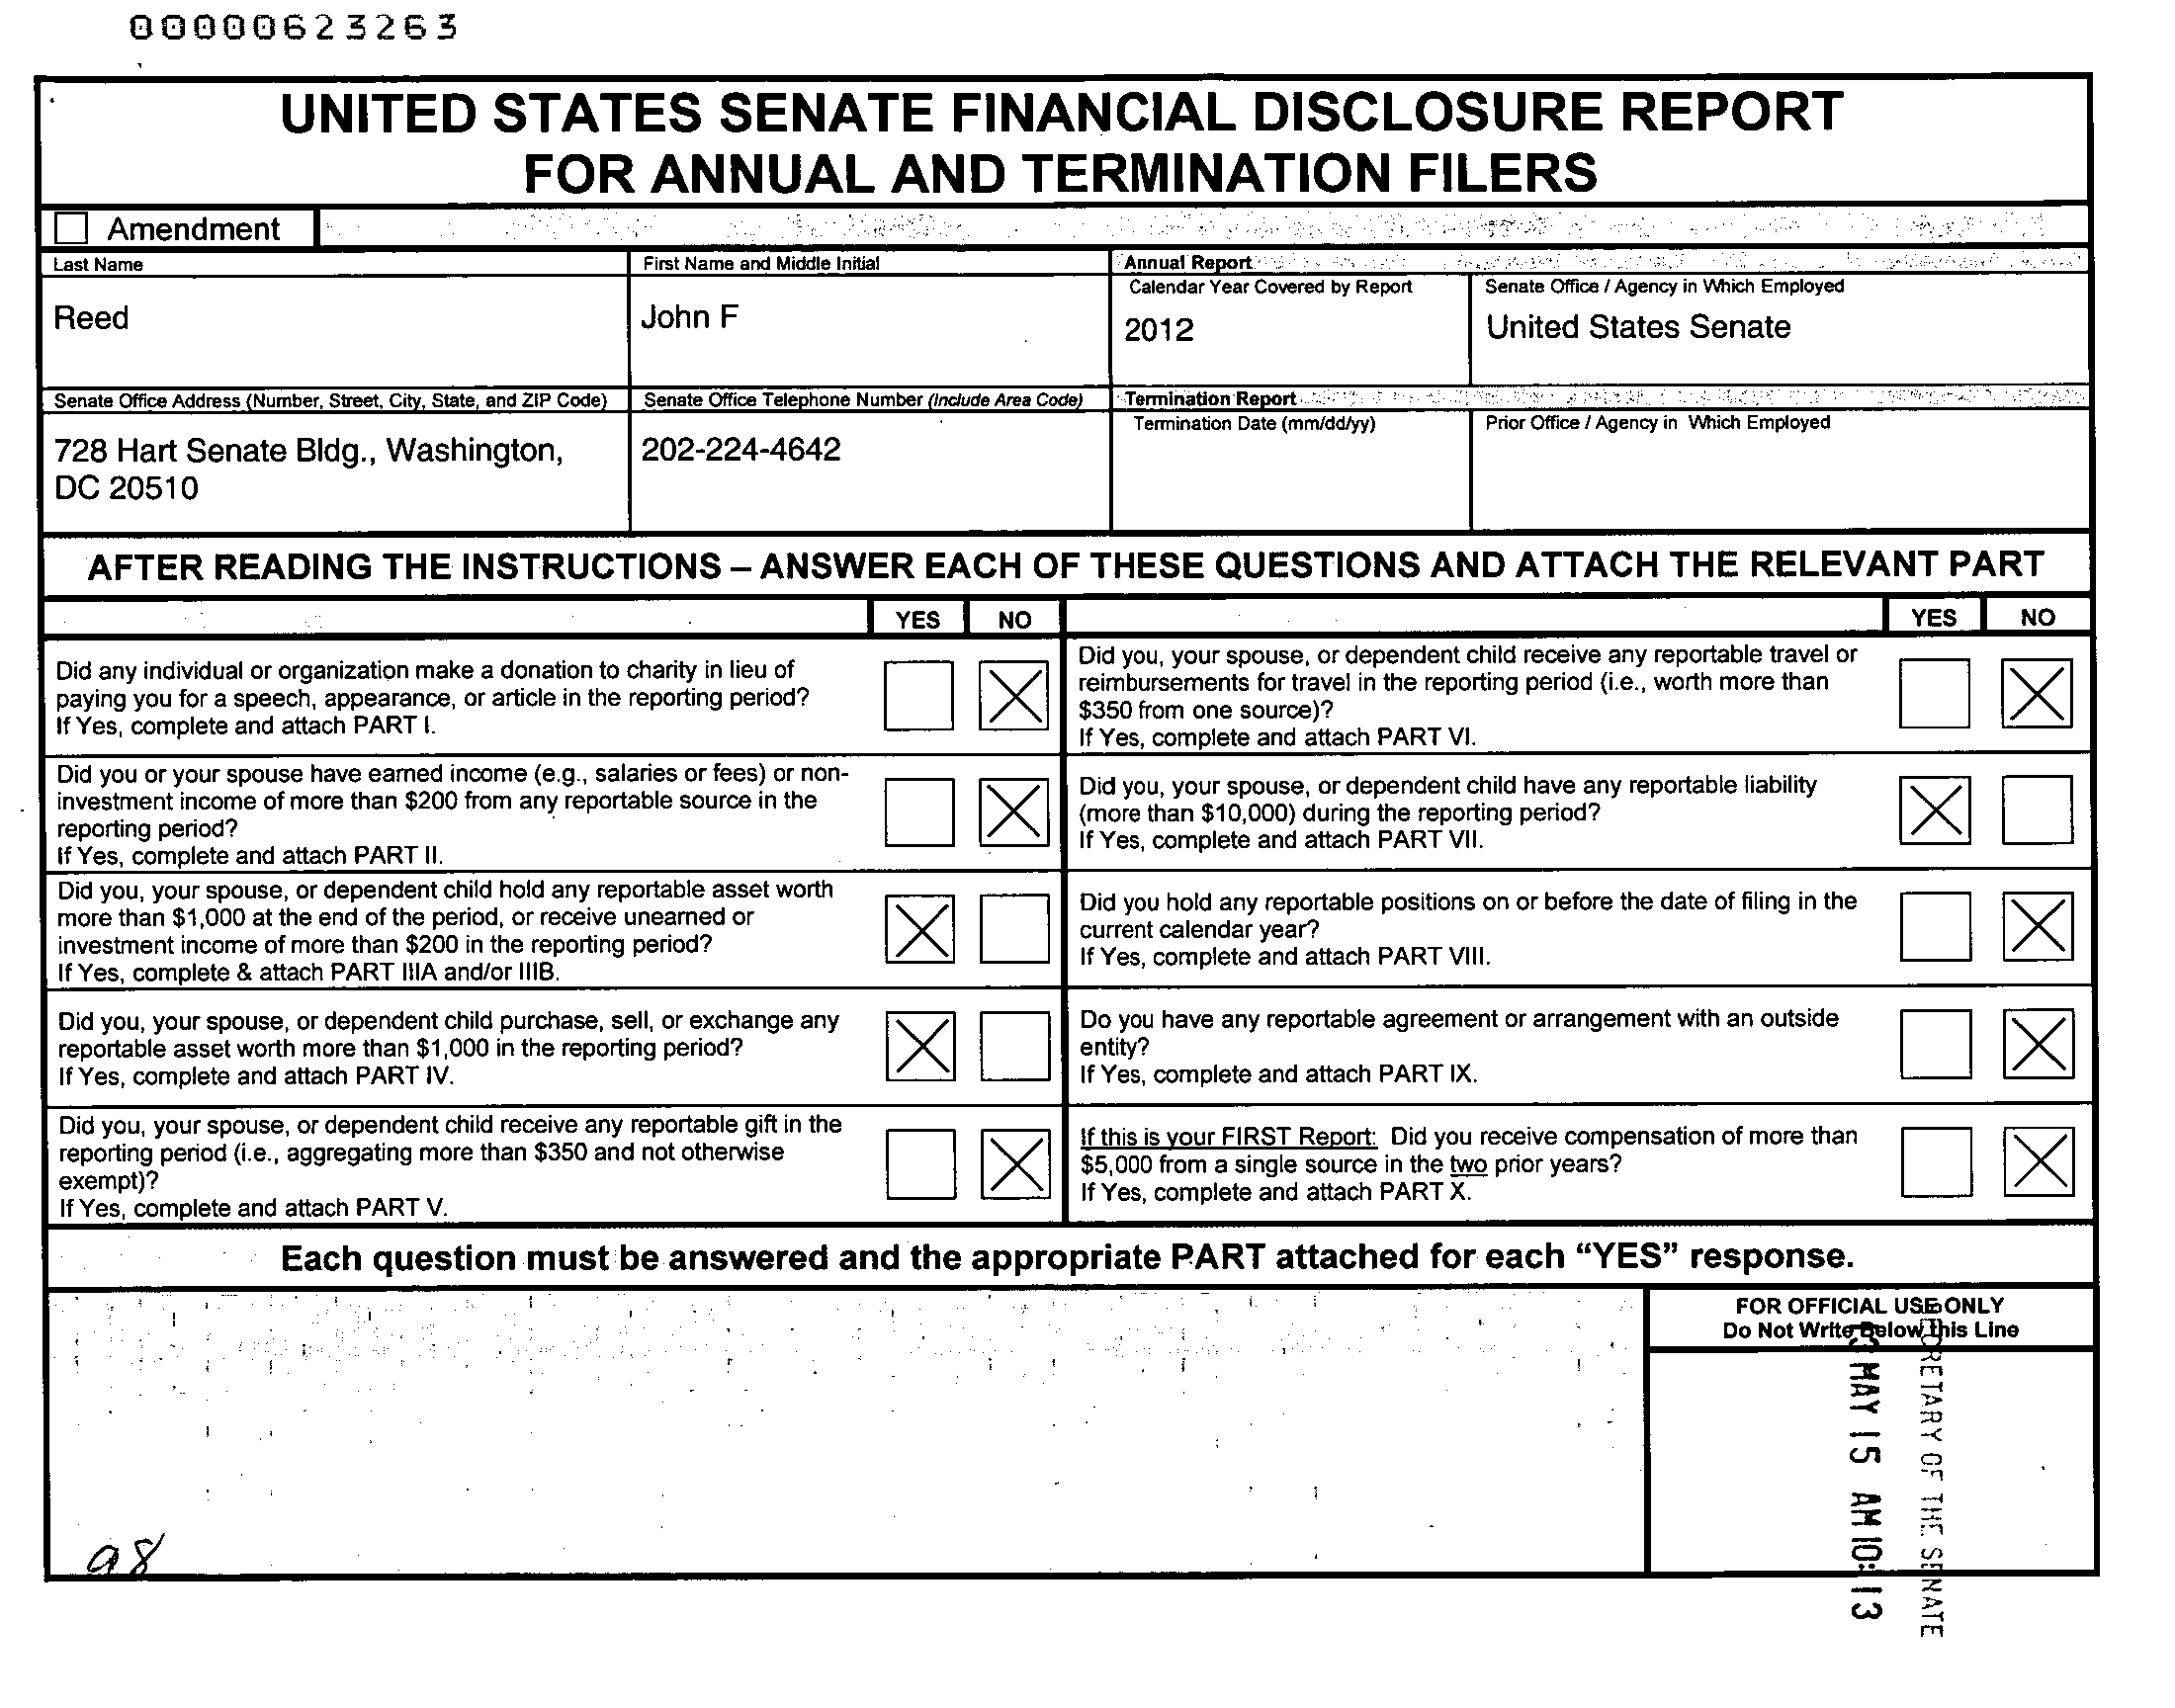 00000623263
UNITED STATES SENATE FINANCIAL DISCLOSURE REPORT
FOR ANNUAL AND TERMINATION FILERS
Amendment
Last Name
First Name and Middle Initial
Annual Report
Calendar Year Covered by Report
Senate Office / Agency in Which Employed
Reed
John F
2012
United States Senate
Senate Office Address (Number, Street, City, State, and ZIP Code)
Senate Office Telephone Number (Include Area Code)
Termination Report
Termination Date (mm/dd/yy)
Prior Office / Agency in Which Employed
728 Hart Senate Bldg., Washington,
DC 20510
202-224-4642
AFTER READING THE INSTRUCTIONS – ANSWER EACH OF THESE QUESTIONS AND ATTACH THE RELEVANT PART
YES NO
YES NO
Did any individual or organization make a donation to charity in lieu of
paying you for a speech, appearance, or article in the reporting period?
If Yes, complete and attach PART I.
Did you, your spouse, or dependent child receive any reportable travel or
reimbursements for travel in the reporting period (i.e., worth more than
$350 from one source)?
If Yes, complete and attach PART VI.
Did you or your spouse have earned income (e.g., salaries or fees) or non-
investment income of more than $200 from any reportable source in the
reporting period?
If Yes, complete and attach PART II.
Did you, your spouse, or dependent child have any reportable liability
(more than $10,000) during the reporting period?
If Yes, complete and attach PART VII.
Did you, your spouse, or dependent child hold any reportable asset worth
more than $1,000 at the end of the period, or receive unearned or
investment income of more than $200 in the reporting period?
If Yes, complete & attach PART IIIA and/or IIIB.
Did you hold any reportable positions on or before the date of filing in the
current calendar year?
If Yes, complete and attach PART VIII.
Did you, your spouse, or dependent child purchase, sell, or exchange any
reportable asset worth more than $1,000 in the reporting period?
If Yes, complete and attach PART IV.
Do you have any reportable agreement or arrangement with an outside
entity?
If Yes, complete and attach PART IX.
Did you, your spouse, or dependent child receive any reportable gift in the
reporting period (i.e., aggregating more than $350 and not otherwise
exempt)?
If Yes, complete and attach PART V.
If this is your FIRST Report: Did you receive compensation of more than
$5,000 from a single source in the two prior years?
If Yes, complete and attach PART X.
Each question must be answered and the appropriate PART attached for each “YES” response.
FOR OFFICIAL USE ONLY
Do Not Write Below this Line
OF THE SENATE
MAY 15 AM 10:13